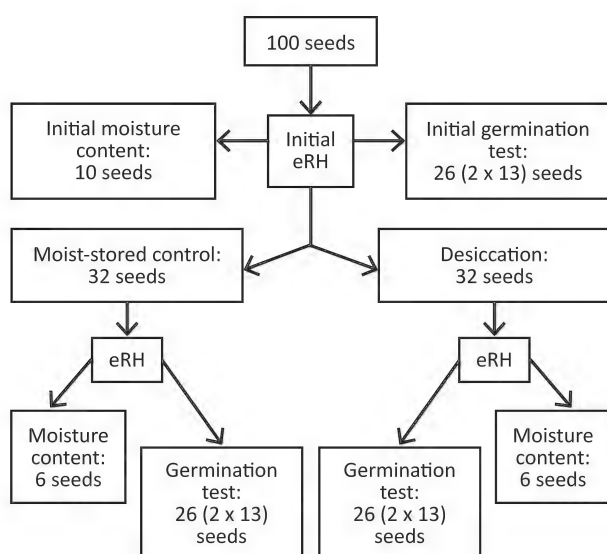 100 seeds
Initial moisture
content:
10 seeds
Initial
eRH
Initial germination
test:
26 (2 x 13) seeds
Moist-stored control:
32 seeds
Desiccation:
32 seeds
eRH
eRH
Moisture
content:
6 seeds
Germination
test:
26 (2 x 13)
seeds
Germination
test:
26 (2 x 13)
seeds
Moisture
content:
6 seeds